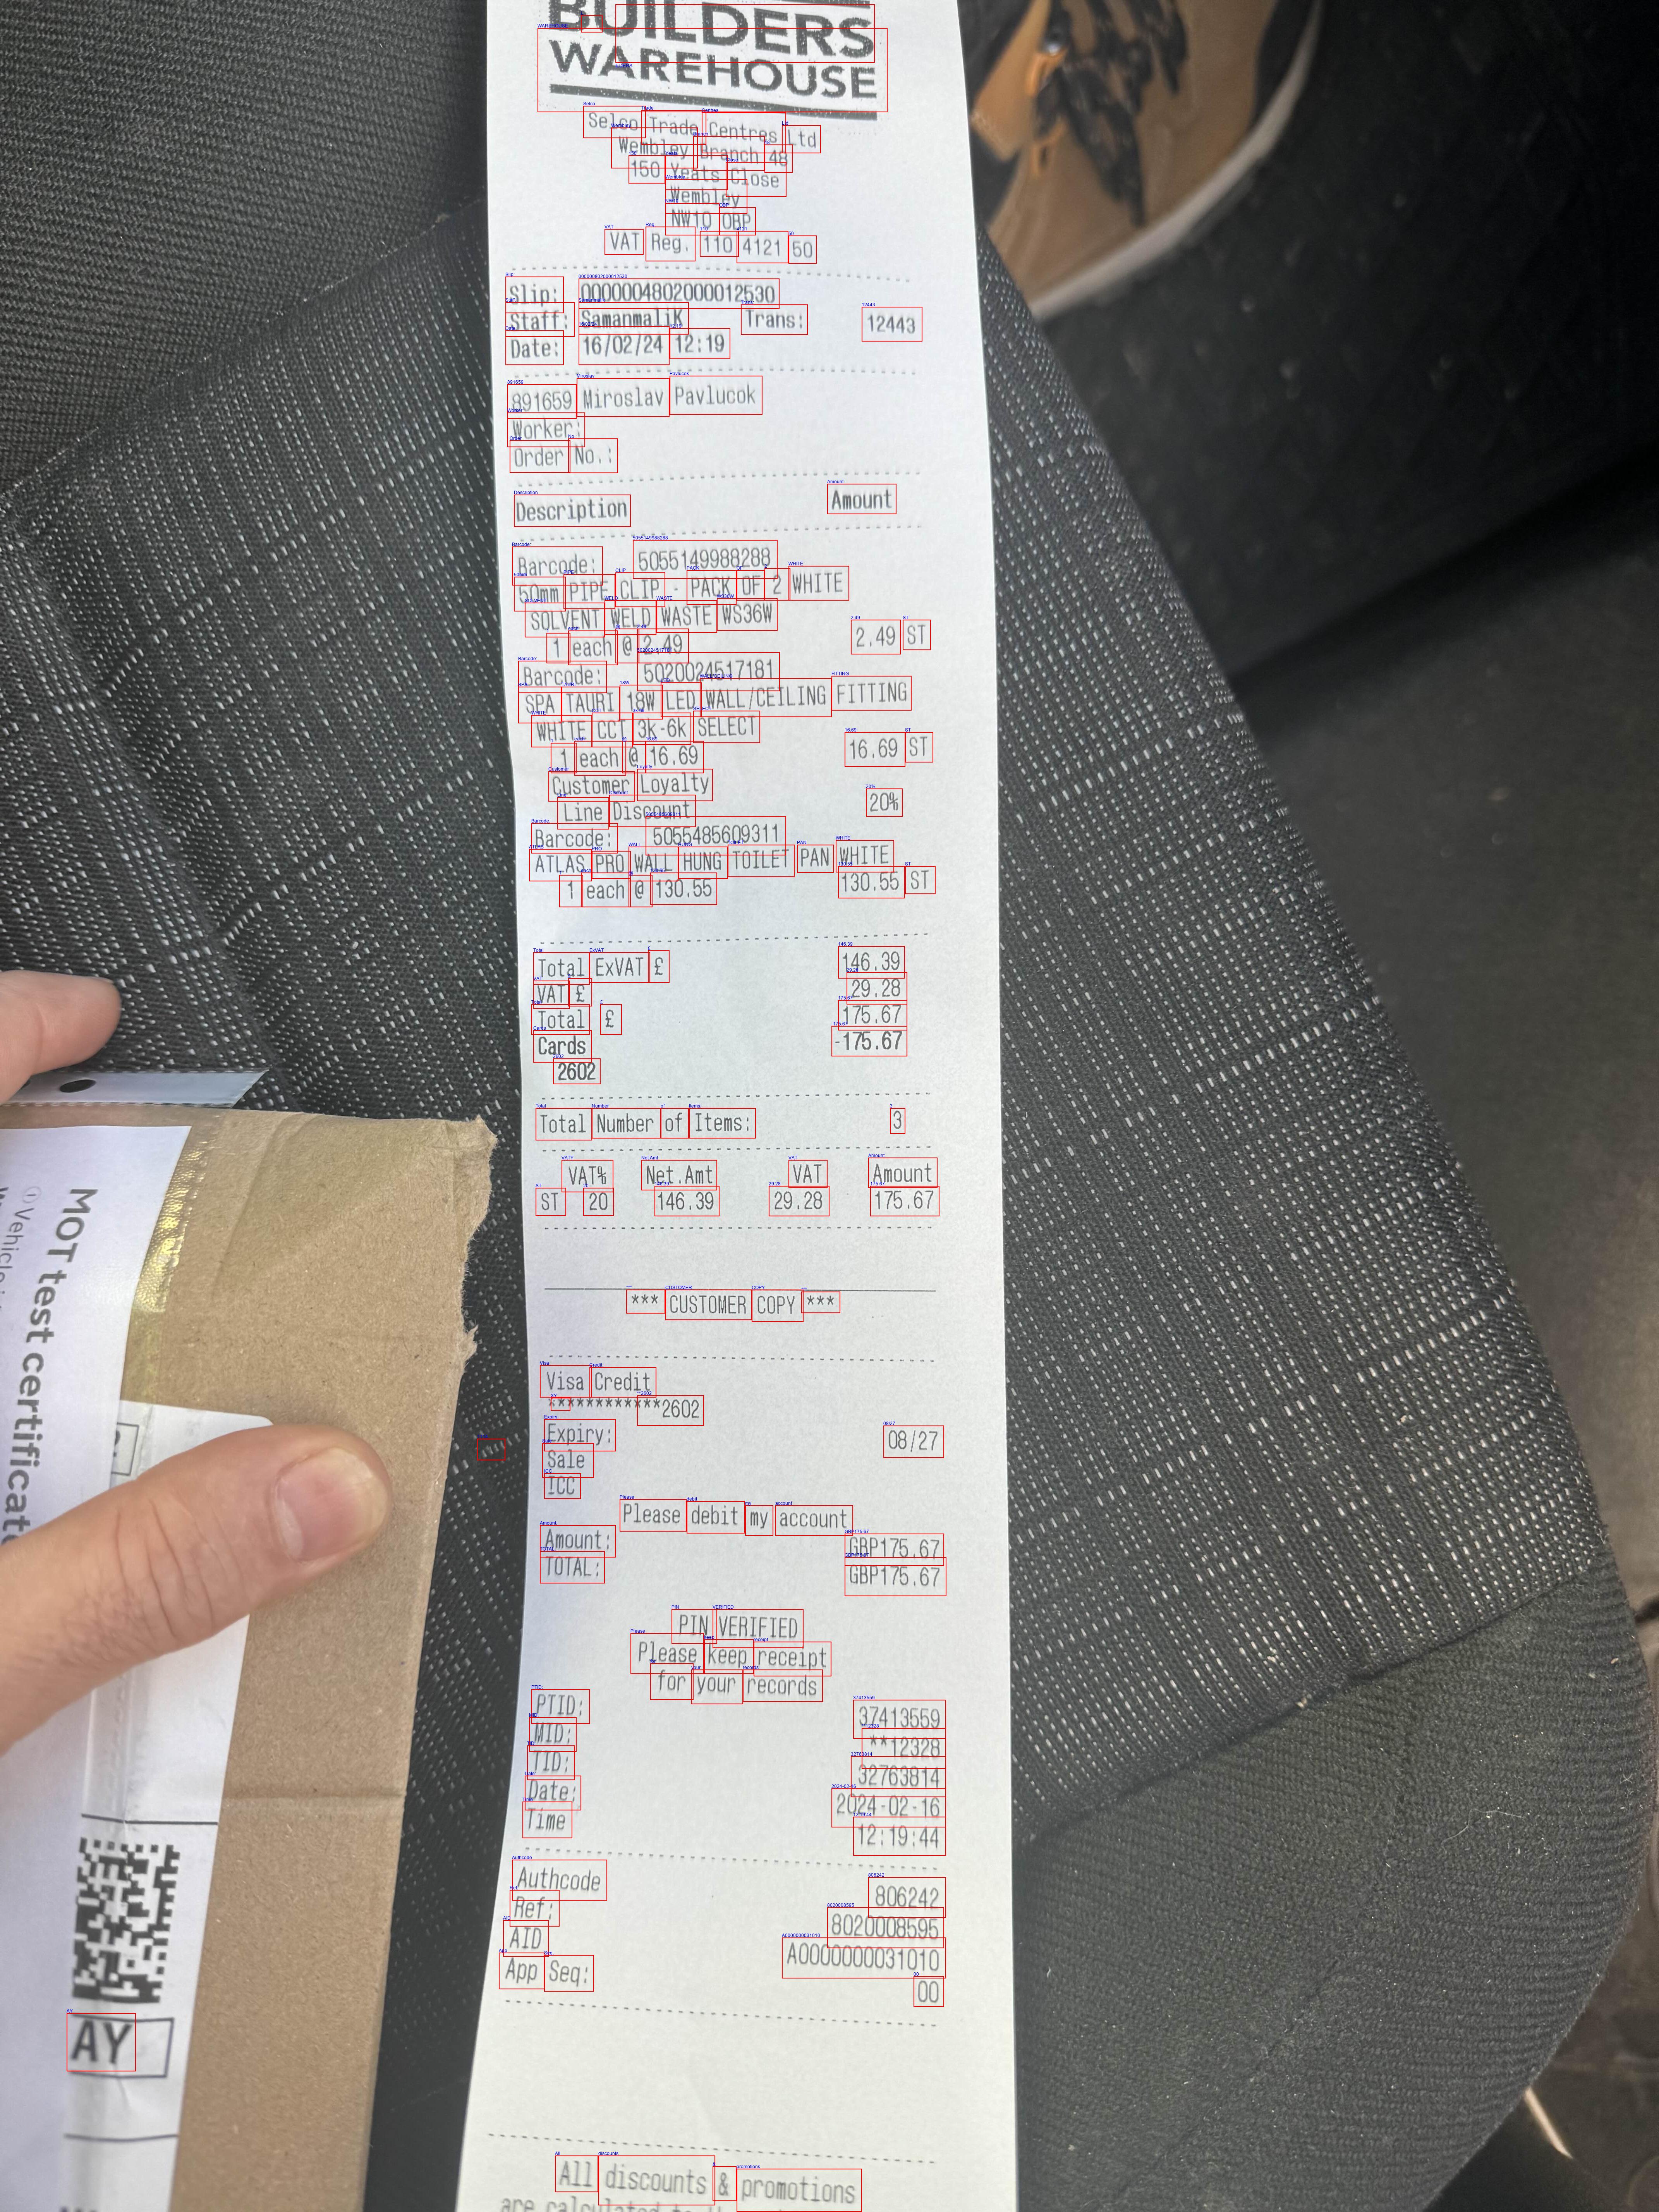 BUILDERS
WAREHOUSE
Selco Trade Centres Ltd
Wembley Branch 48
150 Yeats Close
Wembley
NW10 0BP
VAT Reg. 110 4121 50
Slip: 0000004802000012530
Staff: SamanmaliK Trans: 12443
Date: 16/02/24 12:19
891659 Miroslav Pavlucok
Worker:
Order No.:
Description Amount
Barcode: 5055149988288
50mm PIPE CLIP - PACK OF 2 WHITE
SOLVENT WELD WASTE WS36W
1 each @ 2.49 2.49 ST
Barcode: 5020024517181
SPA TAURI 18W LED WALL/CEILING FITTING
WHITE CCT 3k-6k SELECT
1 each @ 16.69 16.69 ST
Customer Loyalty
Line Discount 20%
Barcode: 5055485609311
ATLAS PRO WALL HUNG TOILET PAN WHITE
1 each @ 130.55 130.55 ST
Total ExVAT £ 146.39
VAT £ 29.28
Total £ 175.67
Cards -175.67
2602
Total Number of Items: 3
VAT% Net.Amt VAT Amount
ST 20 146.39 29.28 175.67
*** CUSTOMER COPY ***
Visa Credit
************2602
Expiry: 08/27
Sale
ICC
Please debit my account
Amount: GBP175.67
TOTAL: GBP175.67
PIN VERIFIED
Please keep receipt
for your records
PTID: 37413559
MID: **12328
TID: 32763814
Date: 2024-02-16
Time 12:19:44
Authcode 806242
Ref: 8020008595
AID A0000000031010
App Seq: 00
All discounts & promotions
are calculated to
MOT test certificat
Vehicle
AY